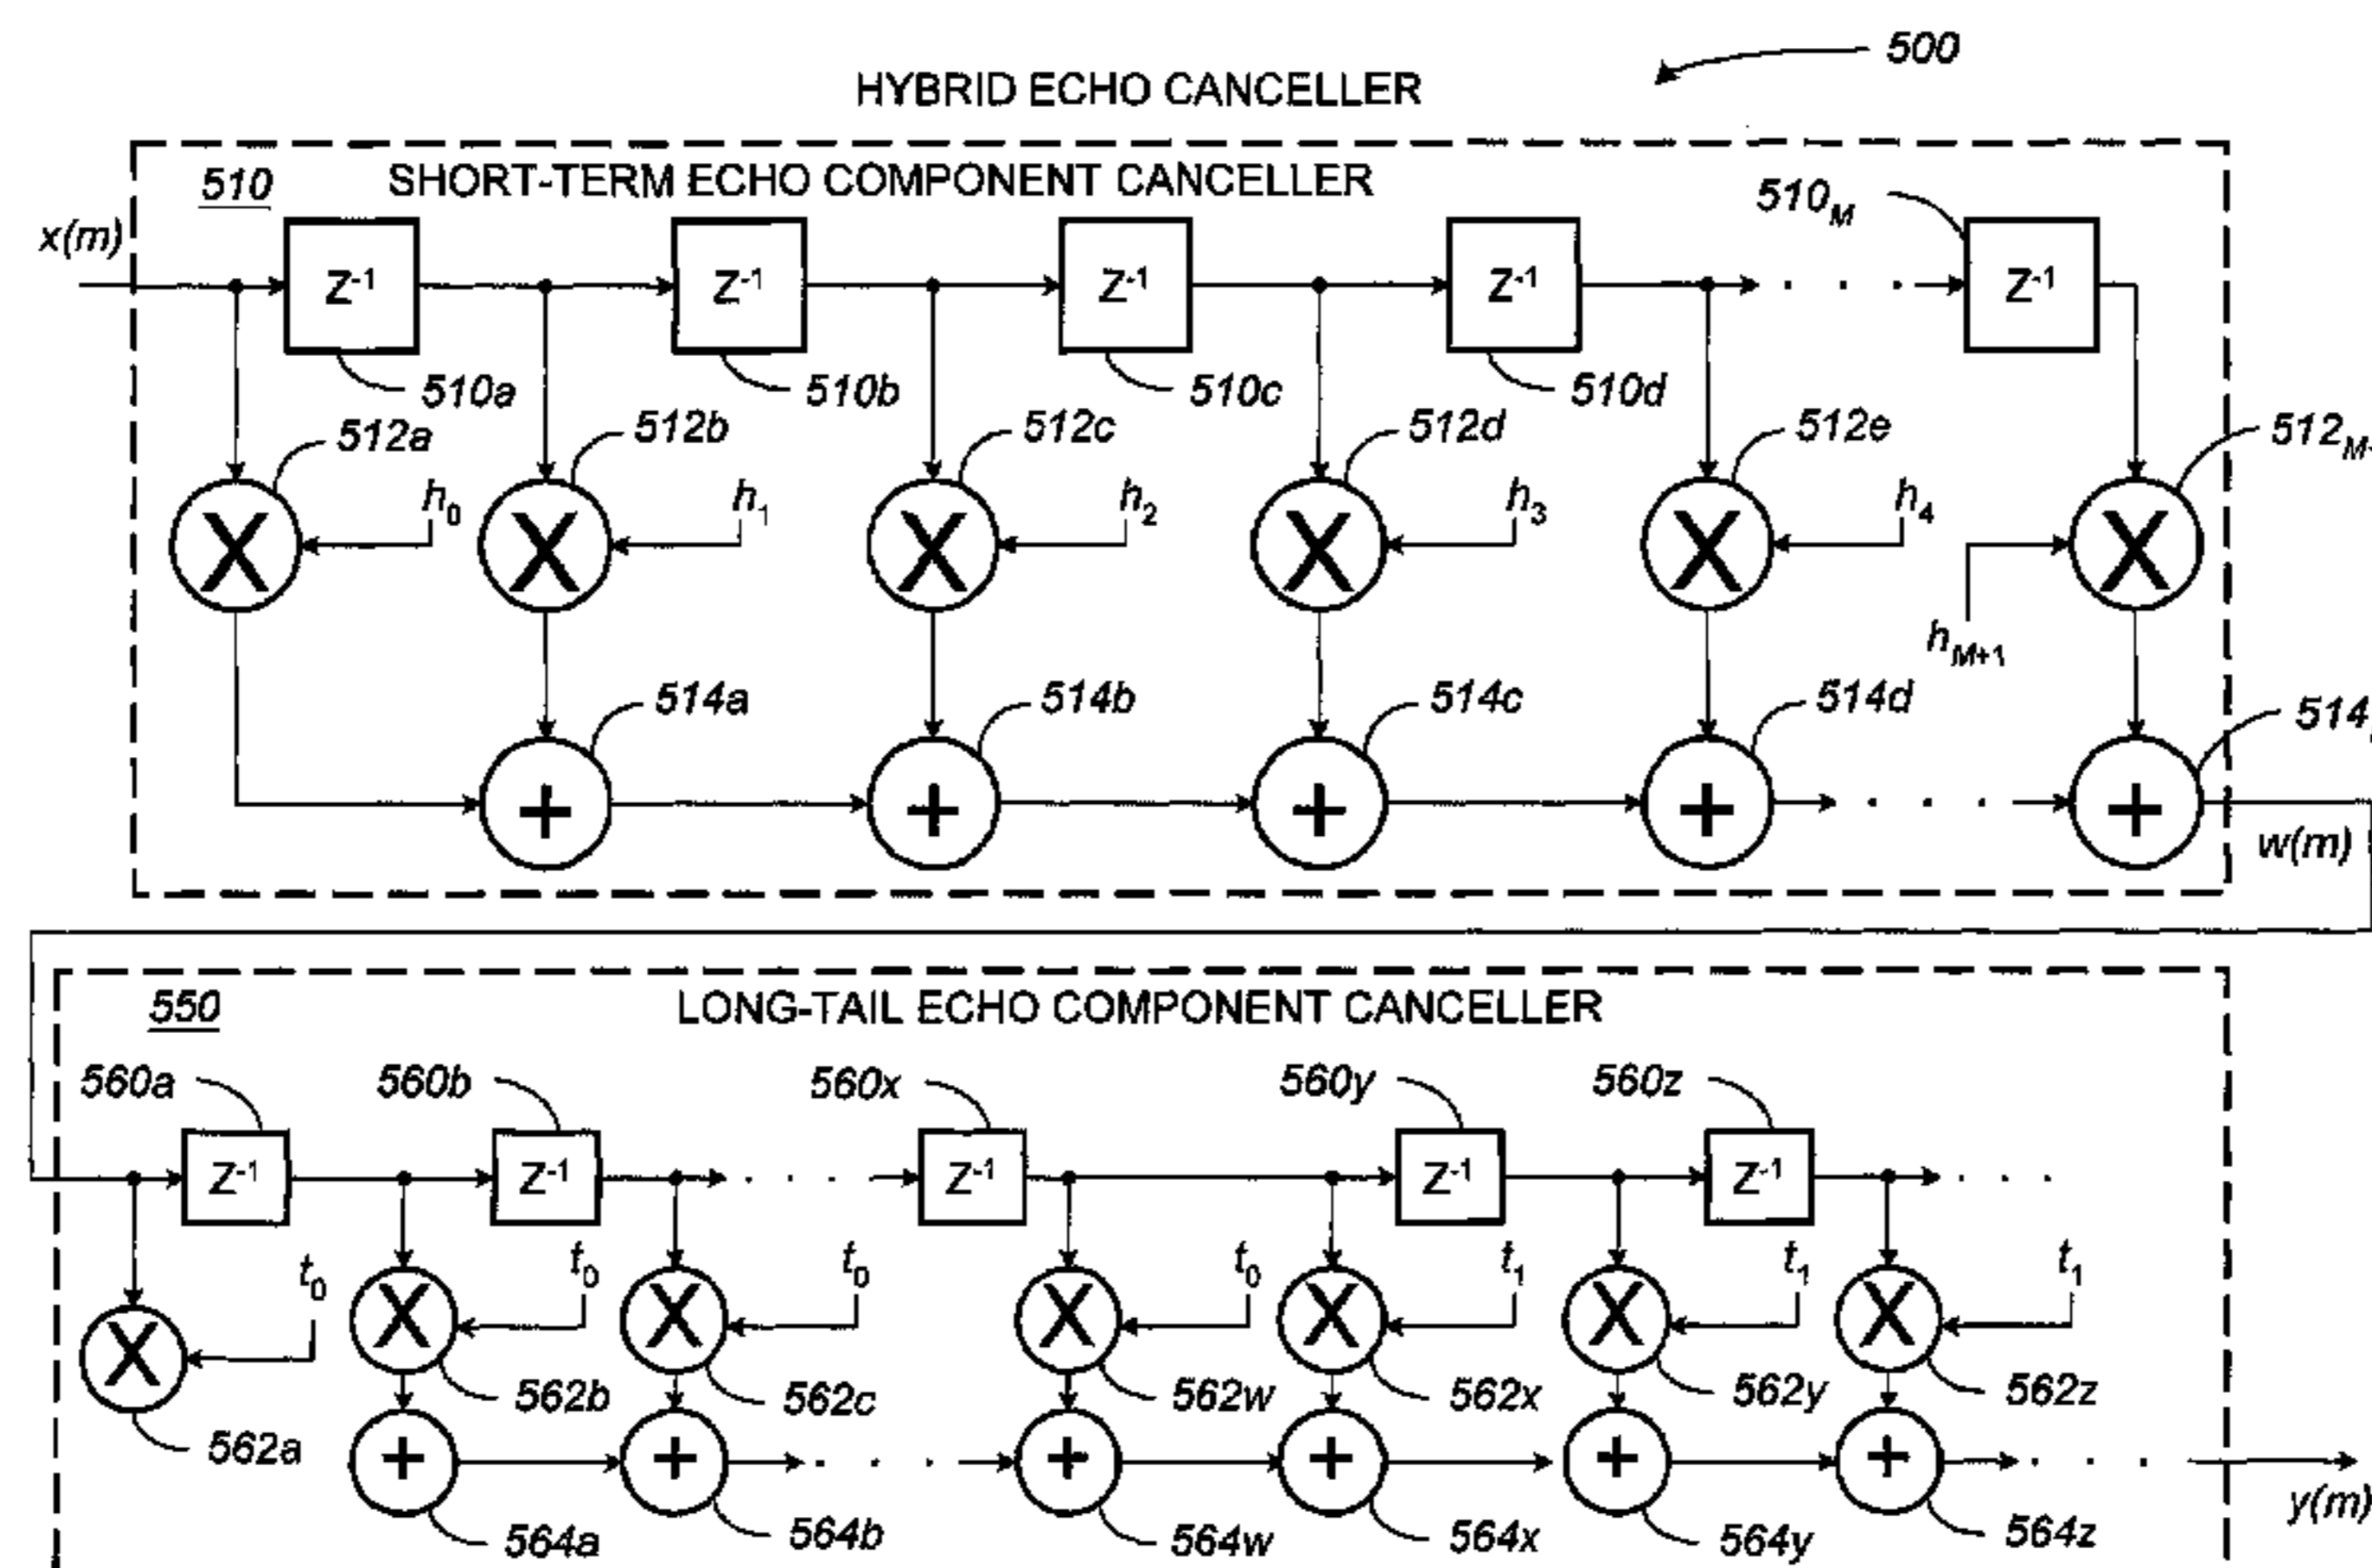 500
HYBRID ECHO CANCELLER
510 SHORT-TERM ECHO COMPONENT CANCELLER
510M
x(m)
Z-1 Z-1 Z-1 Z-1 · · · Z-1
510a 510b 510c 510d
512a 512b 512c 512d 512e 512M
h0 h1 h2 h3 h4
X X X X X X
hM+1
514a 514b 514c 514d 514
+ + + + · · · +
w(m)
550 LONG-TAIL ECHO COMPONENT CANCELLER
560a 560b 560x 560y 560z
Z-1 Z-1 · · · Z-1 Z-1 Z-1 · · ·
t0 t0 t0 t0 t1 t1 t1
X X X X X X X
562a 562b 562c 562w 562x 562y 562z
+ + · · · + + + + · · ·
y(m)
564a 564b 564w 564x 564y 564z